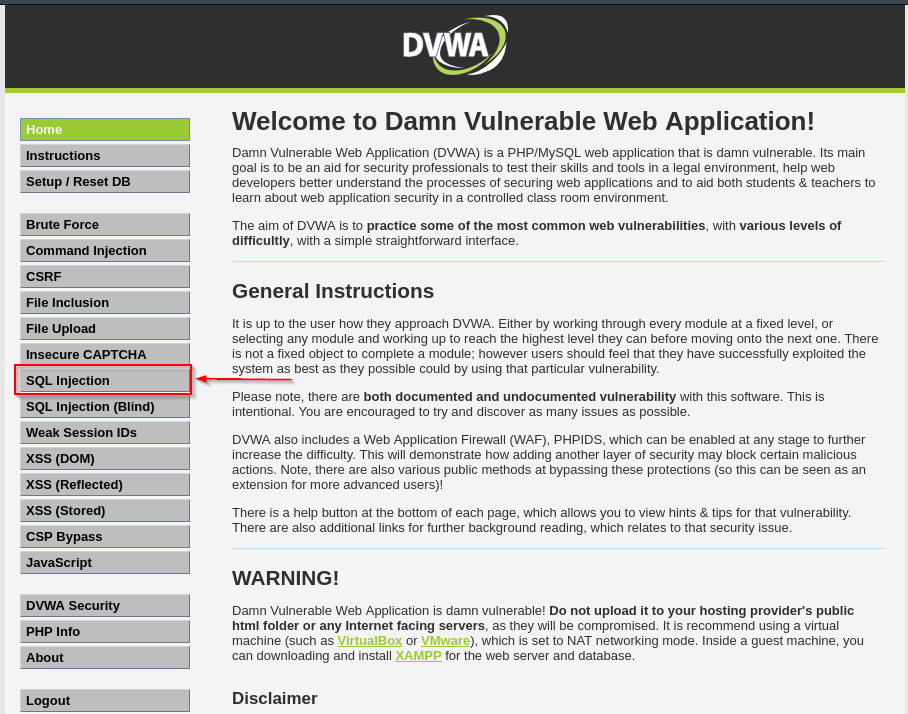 DVWA
Home
Instructions
Setup / Reset DB
Brute Force
Command Injection
CSRF
File Inclusion
File Upload
Insecure CAPTCHA
SQL Injection
SQL Injection (Blind)
Weak Session IDs
XSS (DOM)
XSS (Reflected)
XSS (Stored)
CSP Bypass
JavaScript
DVWA Security
PHP Info
About
Logout
Welcome to Damn Vulnerable Web Application!
Damn Vulnerable Web Application (DVWA) is a PHP/MySQL web application that is damn vulnerable. Its main
goal is to be an aid for security professionals to test their skills and tools in a legal environment, help web
developers better understand the processes of securing web applications and to aid both students & teachers to
learn about web application security in a controlled class room environment.
The aim of DVWA is to practice some of the most common web vulnerabilities, with various levels of
difficultly, with a simple straightforward interface.
General Instructions
It is up to the user how they approach DVWA. Either by working through every module at a fixed level, or
selecting any module and working up to reach the highest level they can before moving onto the next one. There
is not a fixed object to complete a module; however users should feel that they have successfully exploited the
system as best as they possible could by using that particular vulnerability.
Please note, there are both documented and undocumented vulnerability with this software. This is
intentional. You are encouraged to try and discover as many issues as possible.
DVWA also includes a Web Application Firewall (WAF), PHPIDS, which can be enabled at any stage to further
increase the difficulty. This will demonstrate how adding another layer of security may block certain malicious
actions. Note, there are also various public methods at bypassing these protections (so this can be seen as an
extension for more advanced users)!
There is a help button at the bottom of each page, which allows you to view hints & tips for that vulnerability.
There are also additional links for further background reading, which relates to that security issue.
WARNING!
Damn Vulnerable Web Application is damn vulnerable! Do not upload it to your hosting provider's public
html folder or any Internet facing servers, as they will be compromised. It is recommend using a virtual
machine (such as VirtualBox or VMware), which is set to NAT networking mode. Inside a guest machine, you
can downloading and install XAMPP for the web server and database.
Disclaimer